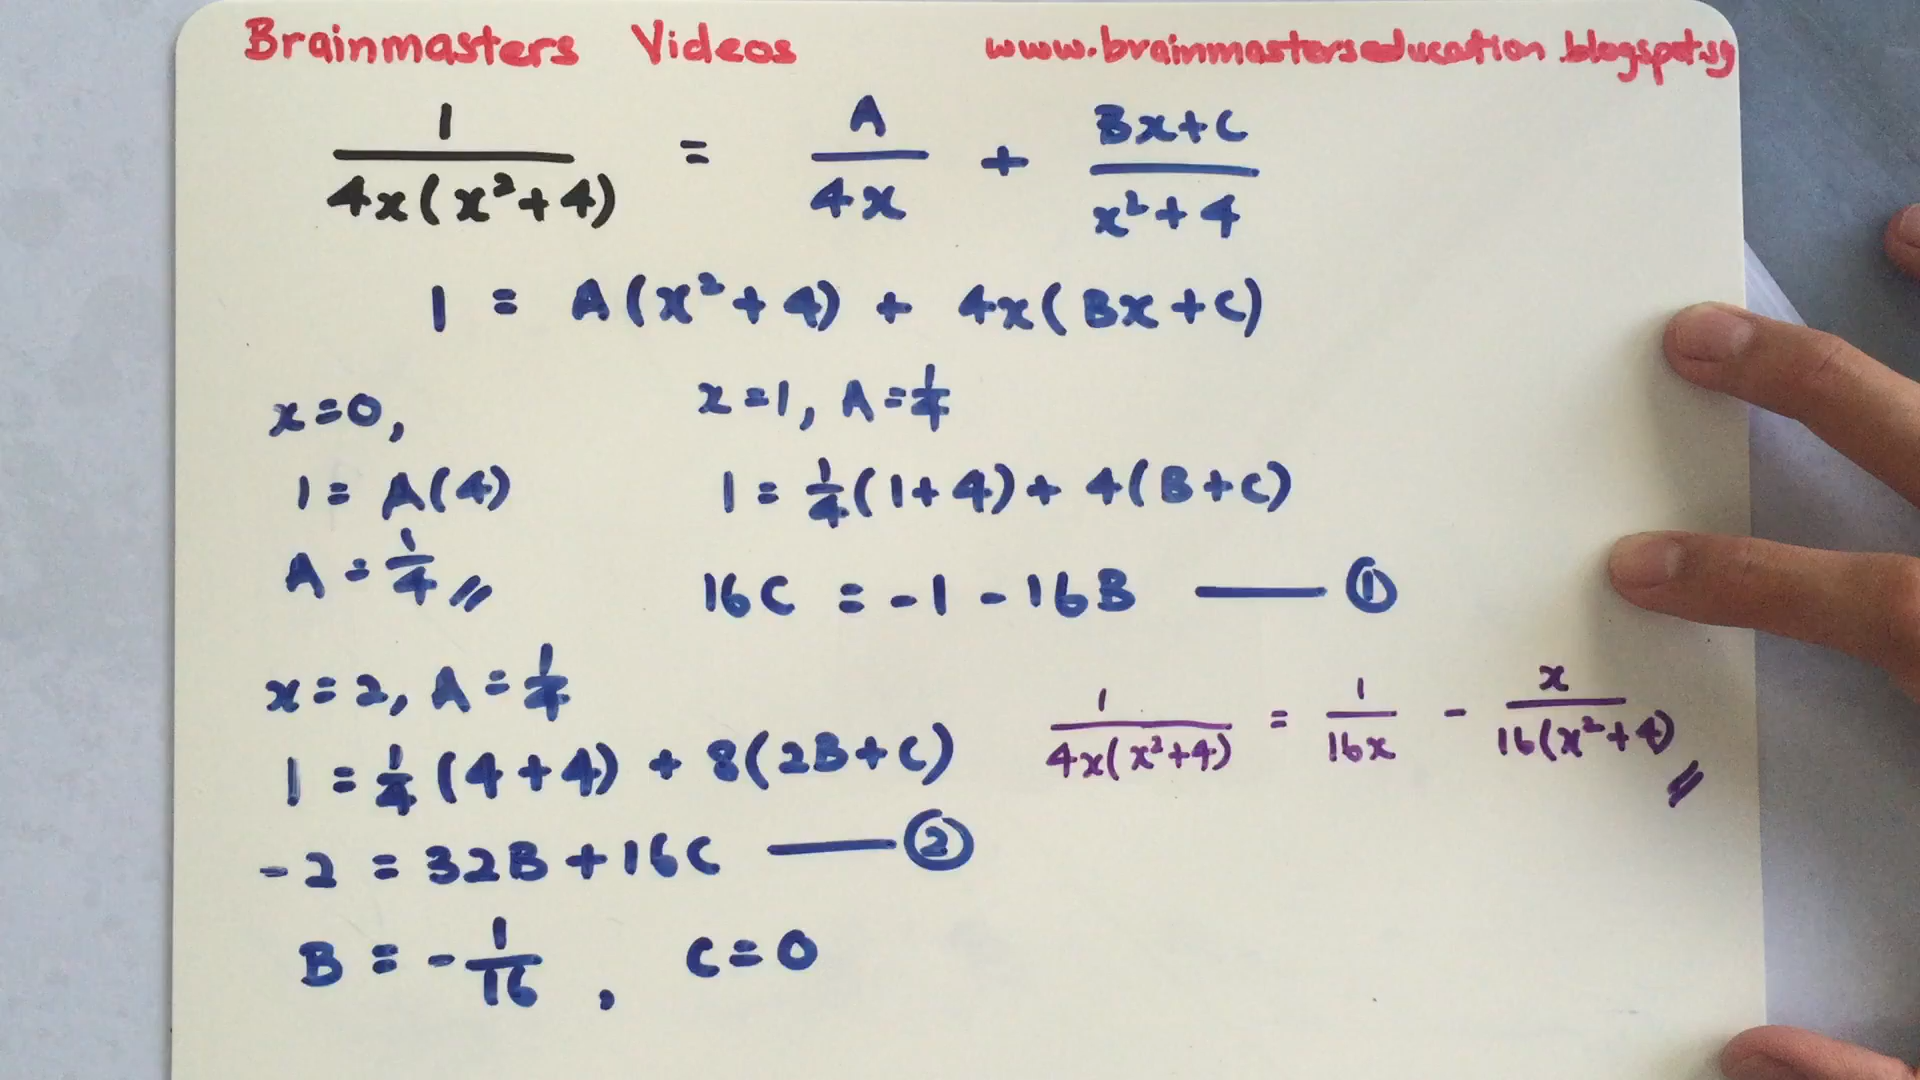 Brainmasters Videos www.brainmasterseducation.blogspot.sg
1/(4x(x²+4)) = A/(4x) + (Bx+C)/(x²+4)
1 = A(x²+4) + 4x(Bx+C)
x=0,
1 = A(4)
A = 1/4 //
x=1, A=1/4
1 = 1/4(1+4) + 4(B+C)
16C = -1 - 16B —— ①
x=2, A=1/4
1 = 1/4(4+4) + 8(2B+C)
-2 = 32B + 16C —— ②
B = -1/16, C=0
1/(4x(x²+4)) = 1/(16x) - x/(16(x²+4)) //